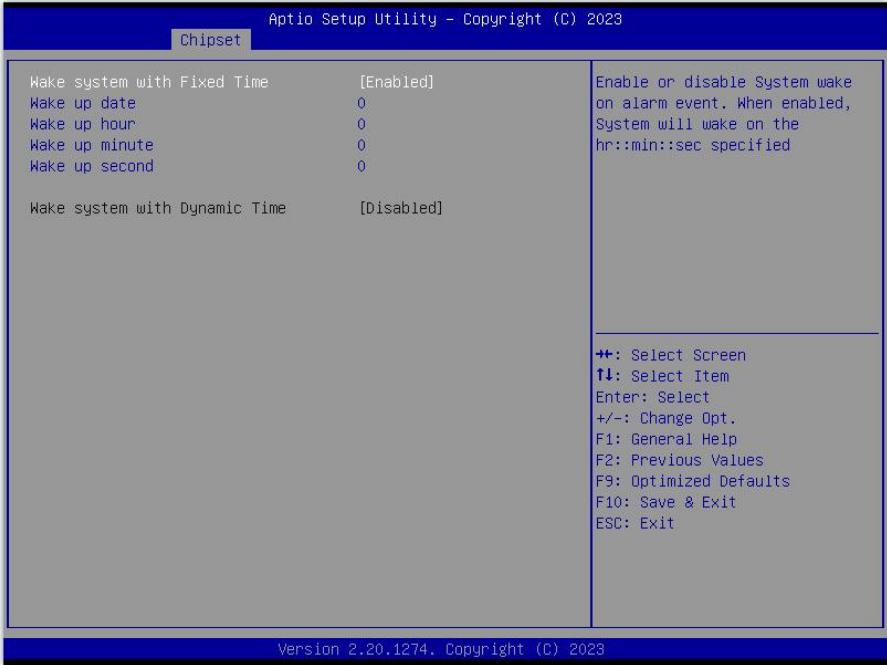 Aptio Setup Utility – Copyright (C) 2023
Chipset
Wake system with Fixed Time [Enabled]
Wake up date 0
Wake up hour 0
Wake up minute 0
Wake up second 0
Wake system with Dynamic Time [Disabled]
Enable or disable System wake
on alarm event. When enabled,
System will wake on the
hr::min::sec specified
→←: Select Screen
↑↓: Select Item
Enter: Select
+/-: Change Opt.
F1: General Help
F2: Previous Values
F9: Optimized Defaults
F10: Save & Exit
ESC: Exit
Version 2.20.1274. Copyright (C) 2023